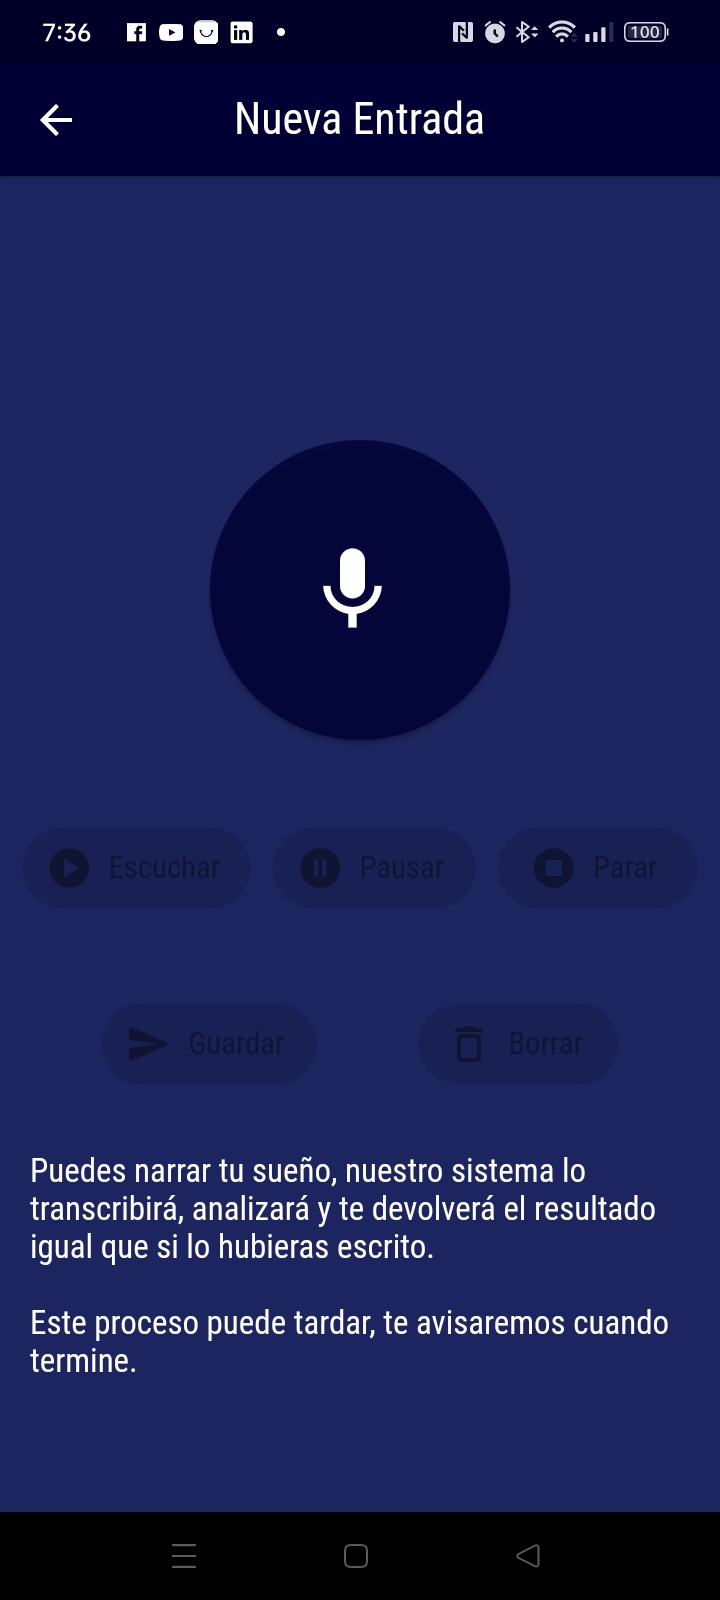 7:36
100
Nueva Entrada
Escuchar
Pausar
Parar
Guardar
Borrar
Puedes narrar tu sueño, nuestro sistema lo
transcribirá, analizará y te devolverá el resultado
igual que si lo hubieras escrito.
Este proceso puede tardar, te avisaremos cuando
termine.